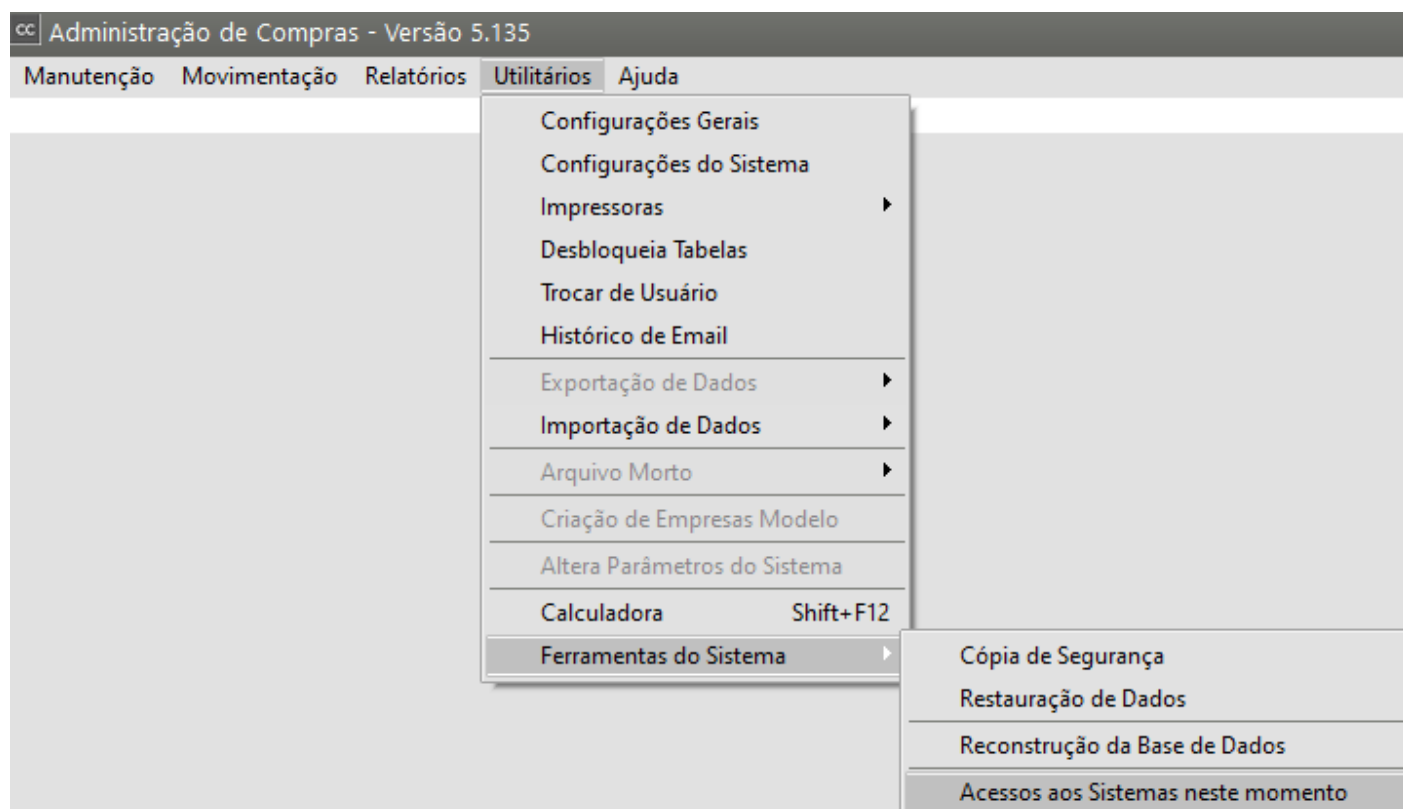 cc Administração de Compras - Versão 5.135
Manutenção Movimentação Relatórios Utilitários Ajuda
Configurações Gerais
Configurações do Sistema
Impressoras
Desbloqueia Tabelas
Trocar de Usuário
Histórico de Email
Exportação de Dados
Importação de Dados
Arquivo Morto
Criação de Empresas Modelo
Altera Parâmetros do Sistema
Calculadora Shift+F12
Ferramentas do Sistema
Cópia de Segurança
Restauração de Dados
Reconstrução da Base de Dados
Acessos aos Sistemas neste momento